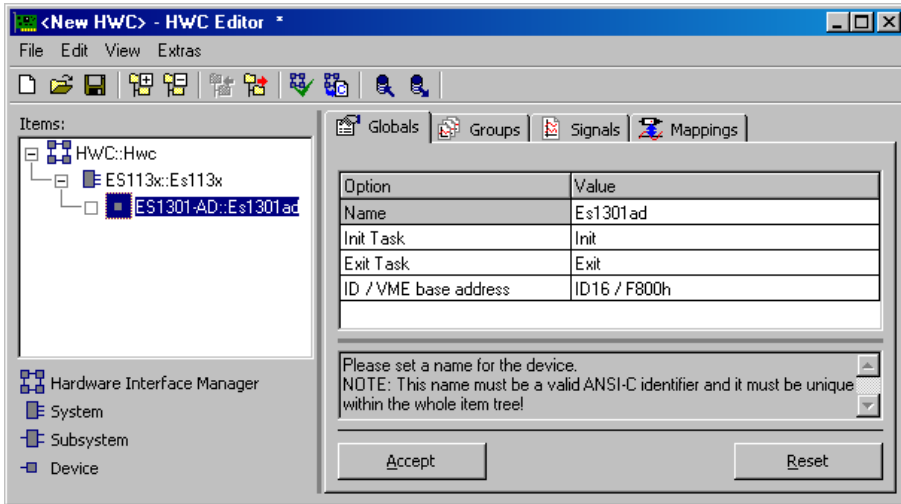 <New HWC> - HWC Editor *
File Edit View Extras
Items:
HWC::Hwc
ES113x::Es113x
ES1301-AD::Es1301ad
Hardware Interface Manager
System
Subsystem
Device
Globals Groups Signals Mappings
Option Value
Name Es1301ad
Init Task Init
Exit Task Exit
ID / VME base address ID16 / F800h
Please set a name for the device.
NOTE: This name must be a valid ANSI-C identifier and it must be unique
within the whole item tree!
Accept Reset